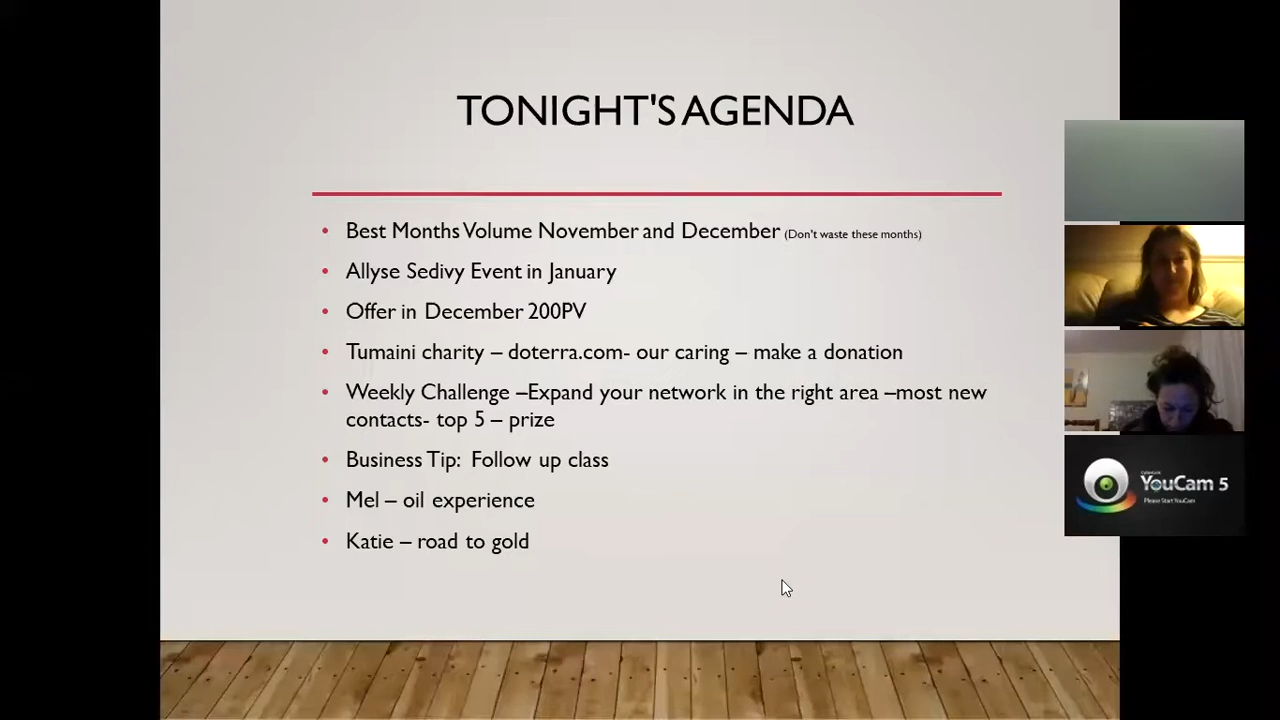 TONIGHT'S AGENDA
• Best Months Volume November and December (Don't waste these months)
• Allyse Sedivy Event in January
• Offer in December 200PV
• Tumaini charity – doterra.com- our caring – make a donation
• Weekly Challenge –Expand your network in the right area –most new
contacts- top 5 – prize
• Business Tip: Follow up class
• Mel – oil experience
• Katie – road to gold
CyberLink
YouCam 5
Please Start YouCam